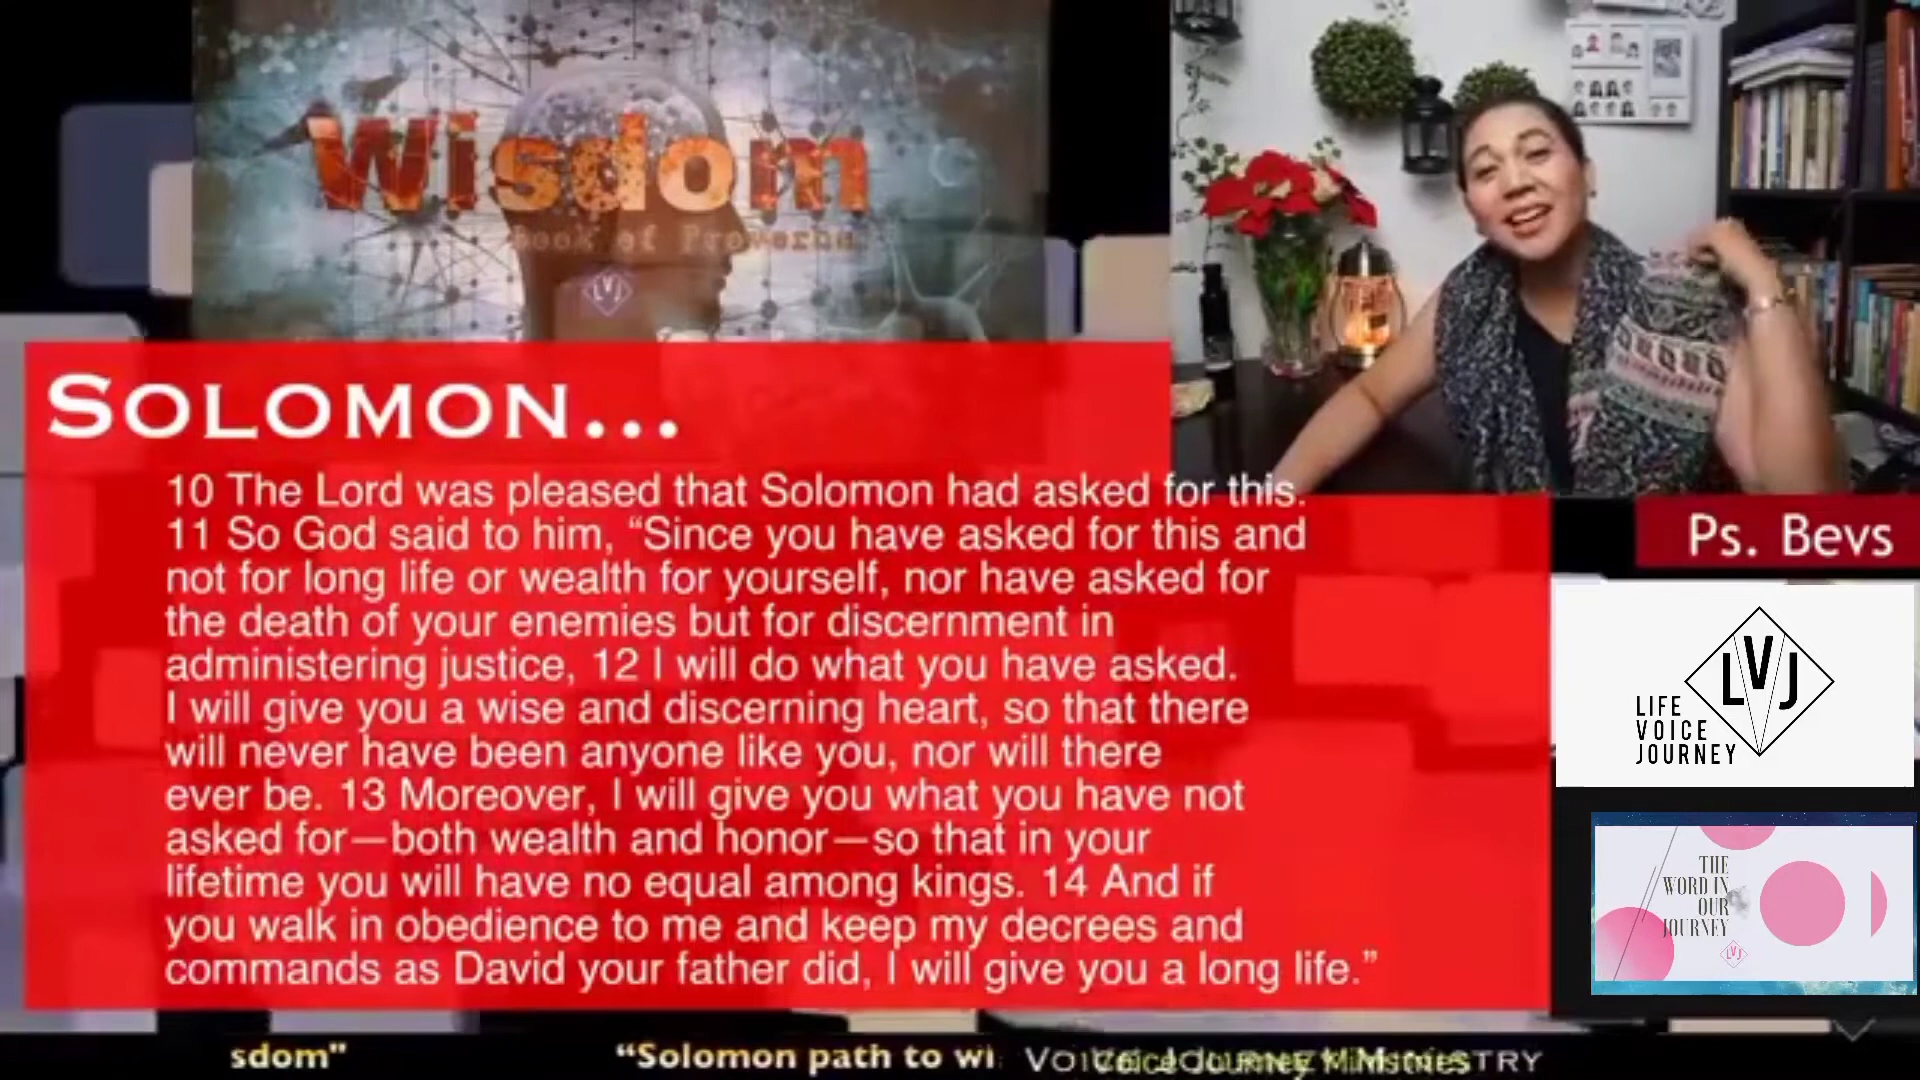 Wisdom
Book of Proverbs
LVJ
SOLOMON...
10 The Lord was pleased that Solomon had asked for this.
11 So God said to him, “Since you have asked for this and
not for long life or wealth for yourself, nor have asked for
the death of your enemies but for discernment in
administering justice, 12 I will do what you have asked.
I will give you a wise and discerning heart, so that there
will never have been anyone like you, nor will there
ever be. 13 Moreover, I will give you what you have not
asked for—both wealth and honor—so that in your
lifetime you will have no equal among kings. 14 And if
you walk in obedience to me and keep my decrees and
commands as David your father did, I will give you a long life.”
Ps. Bevs
LVJ
LIFE
VOICE
JOURNEY
THE
WORD IN
OUR
JOURNEY
LVJ
sdom"
“Solomon path to wi
Voice Journey Ministries